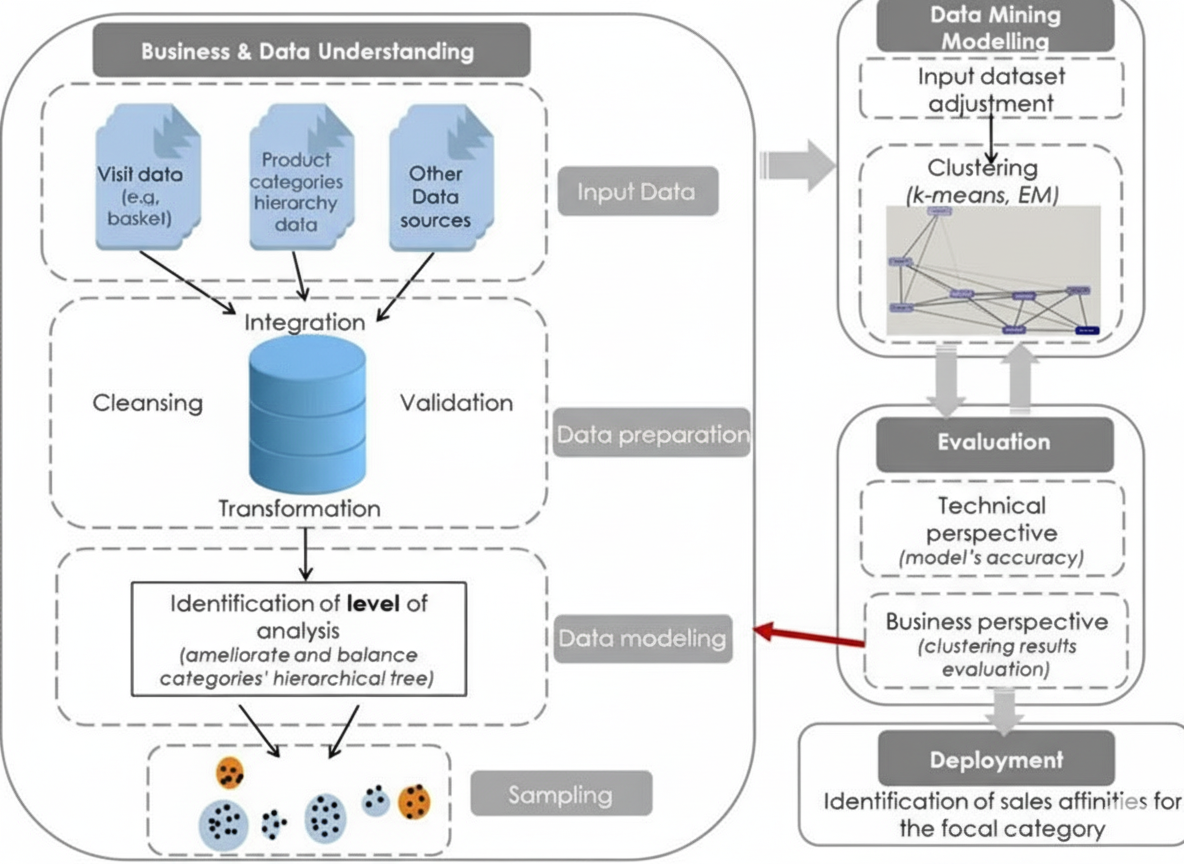 Business & Data Understanding
Visit data
(e.g,
basket)
Product
categories
hierarchy
data
Other
Data
sources
Input Data
Integration
Cleansing
Validation
Data preparation
Transformation
Identification of level of
analysis
(ameliorate and balance
categories' hierarchical tree)
Data modeling
Sampling
Data Mining
Modelling
Input dataset
adjustment
Clustering
(k-means, EM)
Evaluation
Technical
perspective
(model's accuracy)
Business perspective
(clustering results
evaluation)
Deployment
Identification of sales affinities for
the focal category